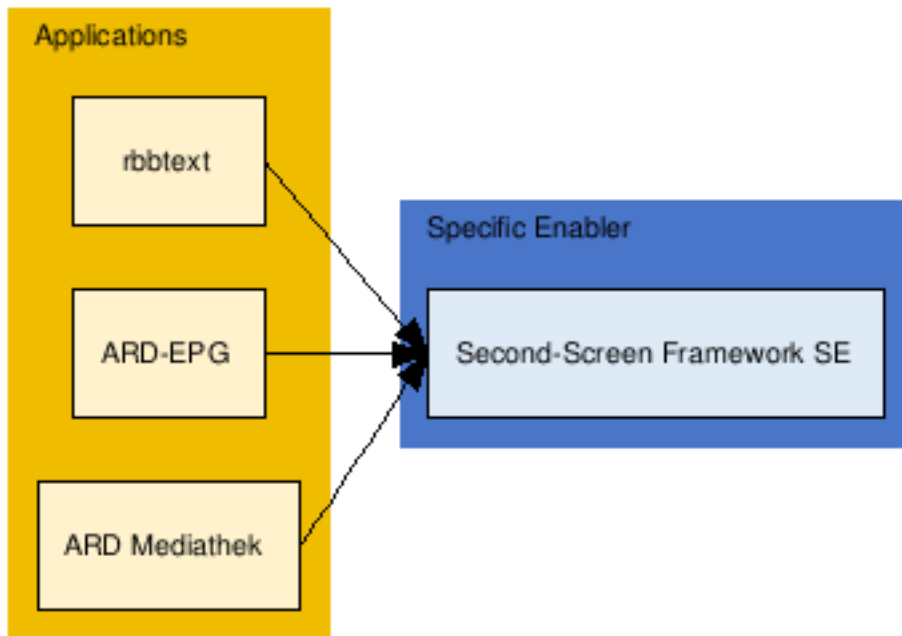 Applications
rbbtext
Specific Enabler
ARD-EPG
Second-Screen Framework SE
ARD Mediathek